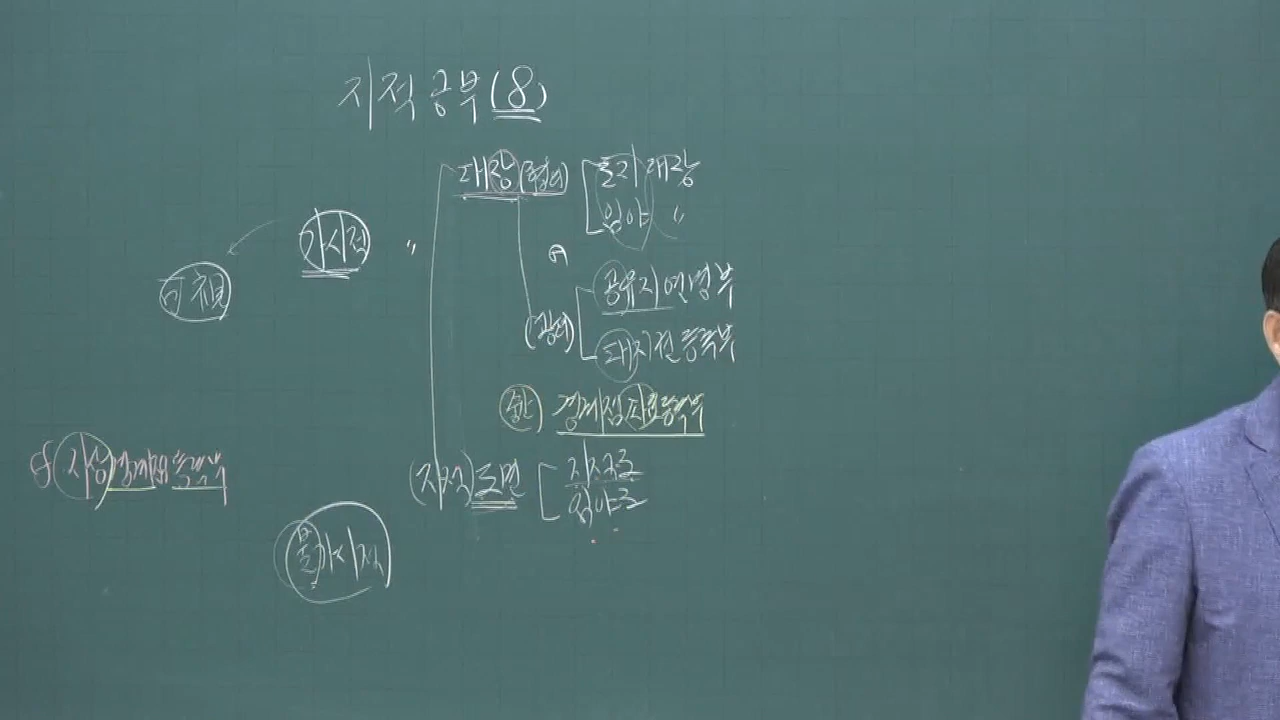 지적공부(8)
대장(협의) 토지대장
임야 〃
가시적 〃
可視
공유지연명부
(광의)
대지권등록부
경계점좌표등록부
지상경계점등록부
(지적)도면 지적도
임야도
불가시적